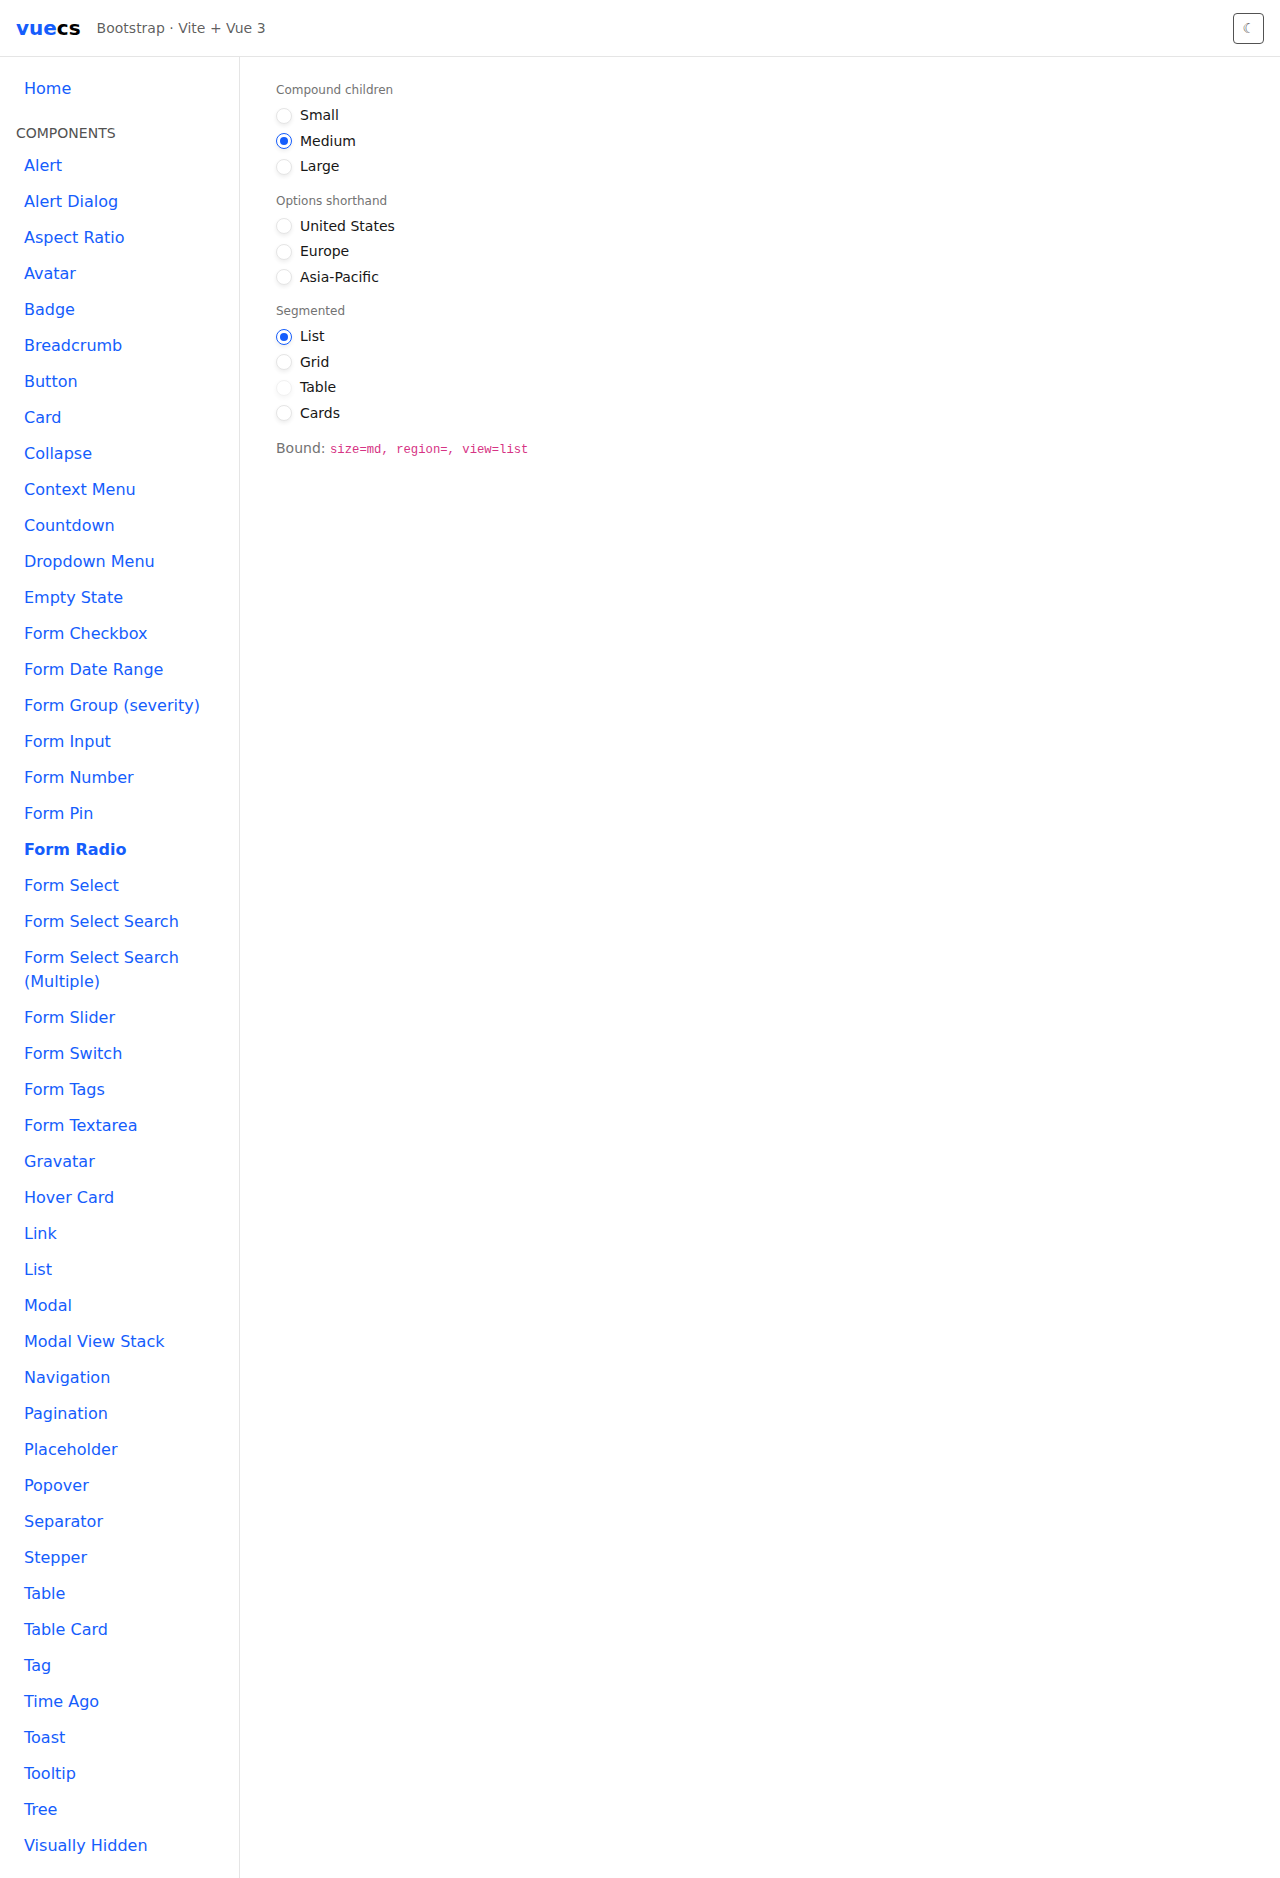 vuecs Bootstrap · Vite + Vue 3
Home
COMPONENTS
Alert
Alert Dialog
Aspect Ratio
Avatar
Badge
Breadcrumb
Button
Card
Collapse
Context Menu
Countdown
Dropdown Menu
Empty State
Form Checkbox
Form Date Range
Form Group (severity)
Form Input
Form Number
Form Pin
Form Radio
Form Select
Form Select Search
Form Select Search
(Multiple)
Form Slider
Form Switch
Form Tags
Form Textarea
Gravatar
Hover Card
Link
List
Modal
Modal View Stack
Navigation
Pagination
Placeholder
Popover
Separator
Stepper
Table
Table Card
Tag
Time Ago
Toast
Tooltip
Tree
Visually Hidden
Compound children
Small
Medium
Large
Options shorthand
United States
Europe
Asia-Pacific
Segmented
List
Grid
Table
Cards
Bound: size=md, region=, view=list